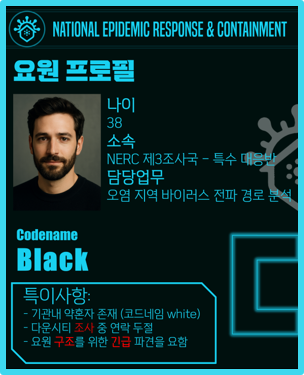 NATIONAL EPIDEMIC RESPONSE & CONTAINMENT
요원 프로필
나이
38
소속
NERC 제3조사국 - 특수 대응반
담당업무
오염 지역 바이러스 전파 경로 분석
Codename
Black
특이사항:
- 기관내 약혼자 존재 (코드네임 white)
- 다운시티 조사 중 연락 두절
- 요원 구조를 위한 긴급 파견을 요함